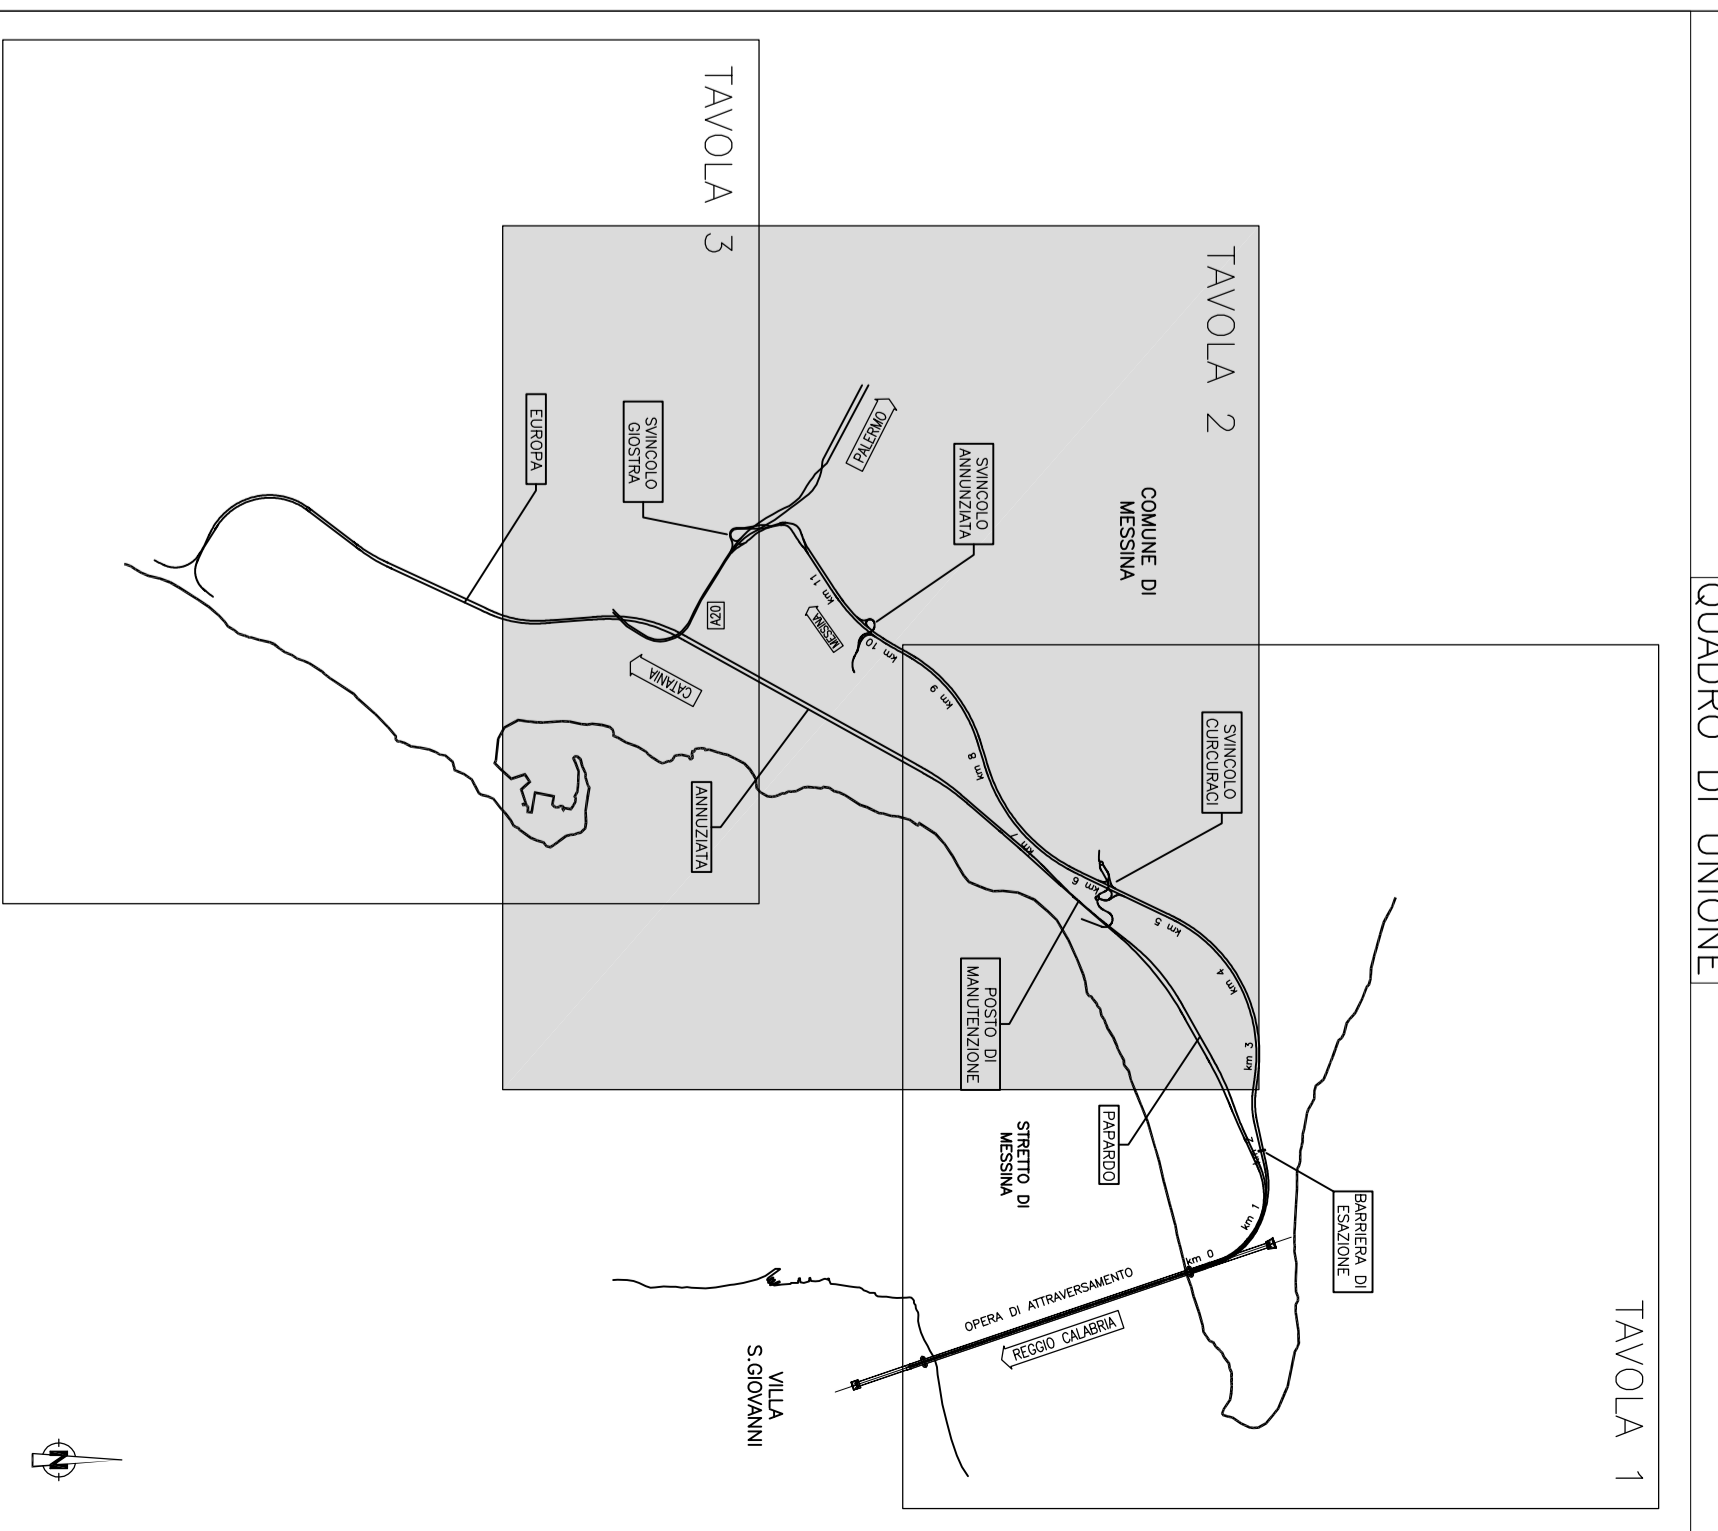 QUADRO DI UNIONE
TAVOLA 1
TAVOLA 2
TAVOLA 3
BARRIERA DI
ESAZIONE
SVINCOLO
CURCURACI
COMUNE DI
MESSINA
SVINCOLO
ANNUNZIATA
PALERMO
SVINCOLO
GIOSTRA
EUROPA
MESSINA
A20
CATANIA
ANNUZIATA
POSTO DI
MANUTENZIONE
PAPARDO
STRETTO DI
MESSINA
OPERA DI ATTRAVERSAMENTO
REGGIO CALABRIA
VILLA
S.GIOVANNI
km 0
km 1
km 2
km 3
km 4
km 5
km 6
km 7
km 8
km 9
km 10
km 11
N